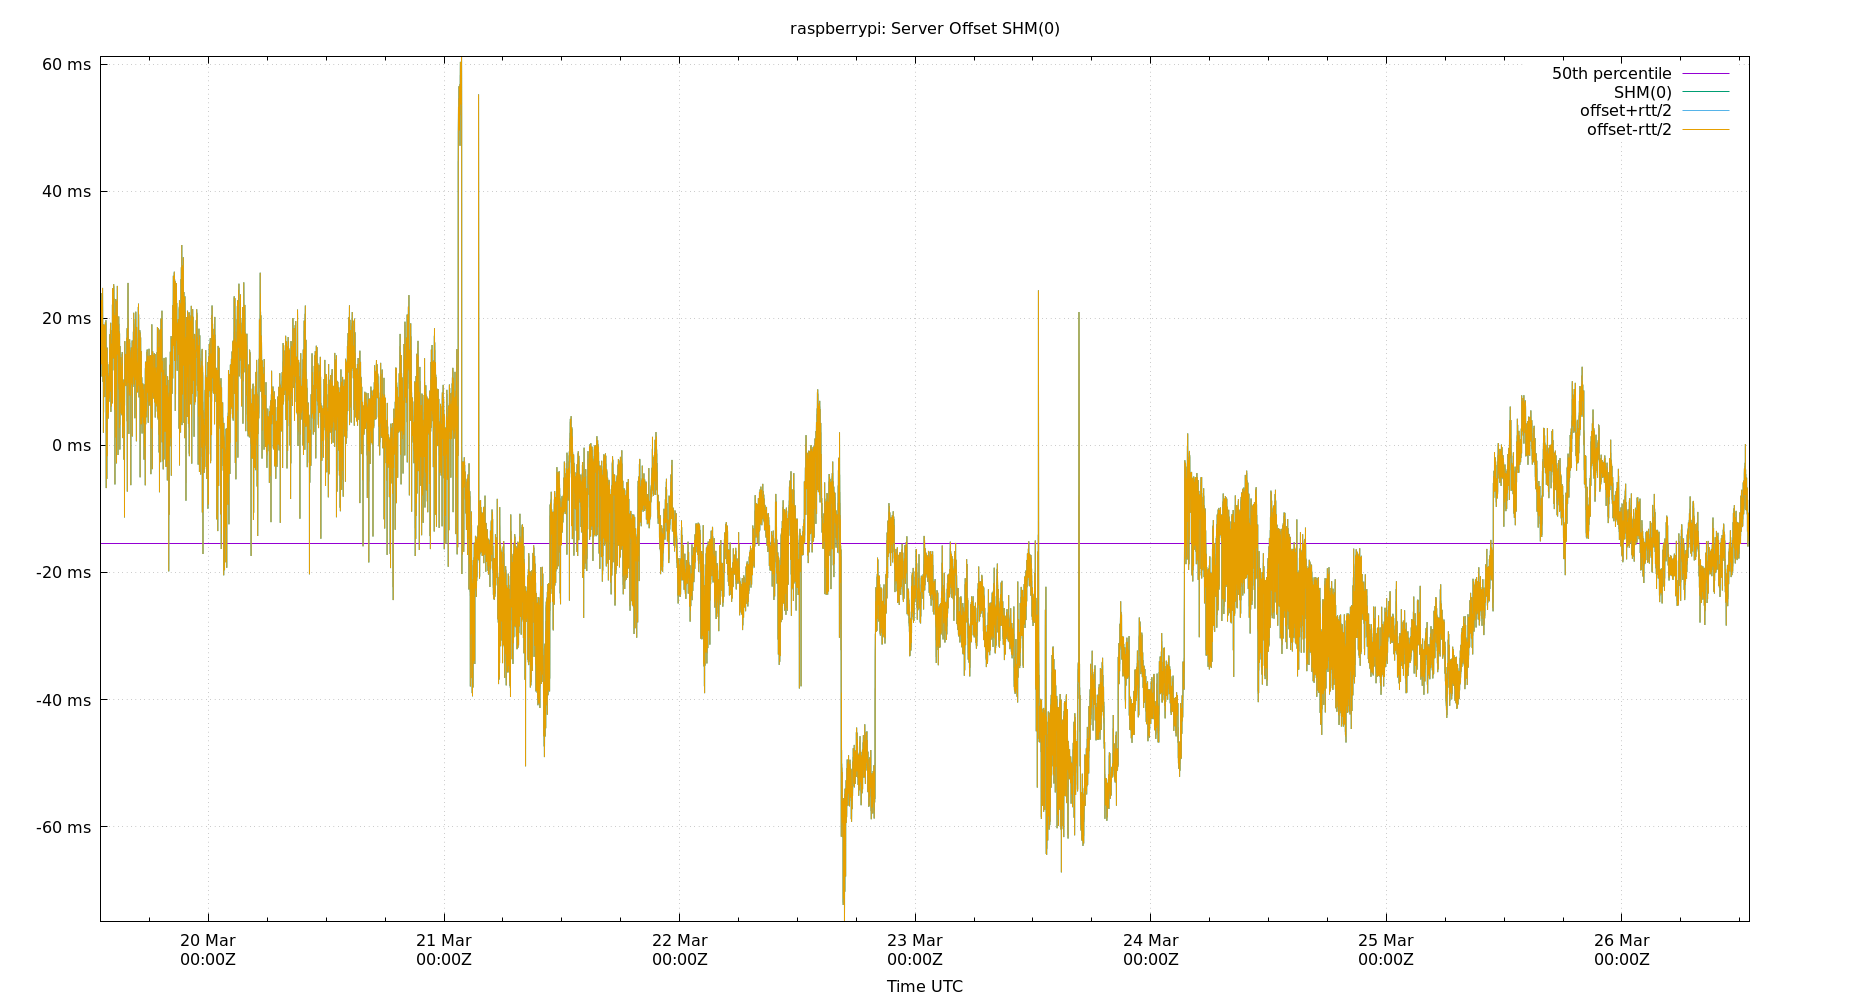 raspberrypi: Server Offset SHM(0)
50th percentile
SHM(0)
offset+rtt/2
offset-rtt/2
60 ms
40 ms
20 ms
0 ms
-20 ms
-40 ms
-60 ms
20 Mar 21 Mar 22 Mar 23 Mar 24 Mar 25 Mar 26 Mar
00:00Z 00:00Z 00:00Z 00:00Z 00:00Z 00:00Z 00:00Z
Time UTC